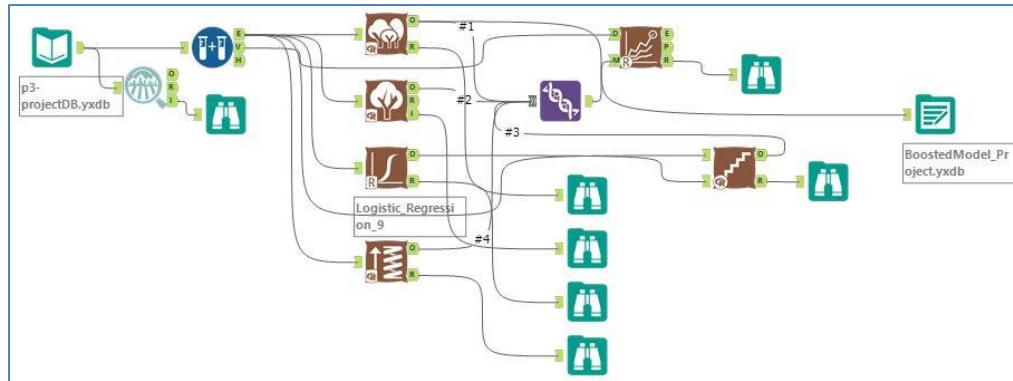 p3-
projectDB.yxdb
O
R
I
E
V
H
O
R
#1
O
R
I
#2
O
R
Logistic_Regressi
on_9
O
R
#4
#3
D
M
R
E
P
R
O
R
BoostedModel_Pr
oject.yxdb